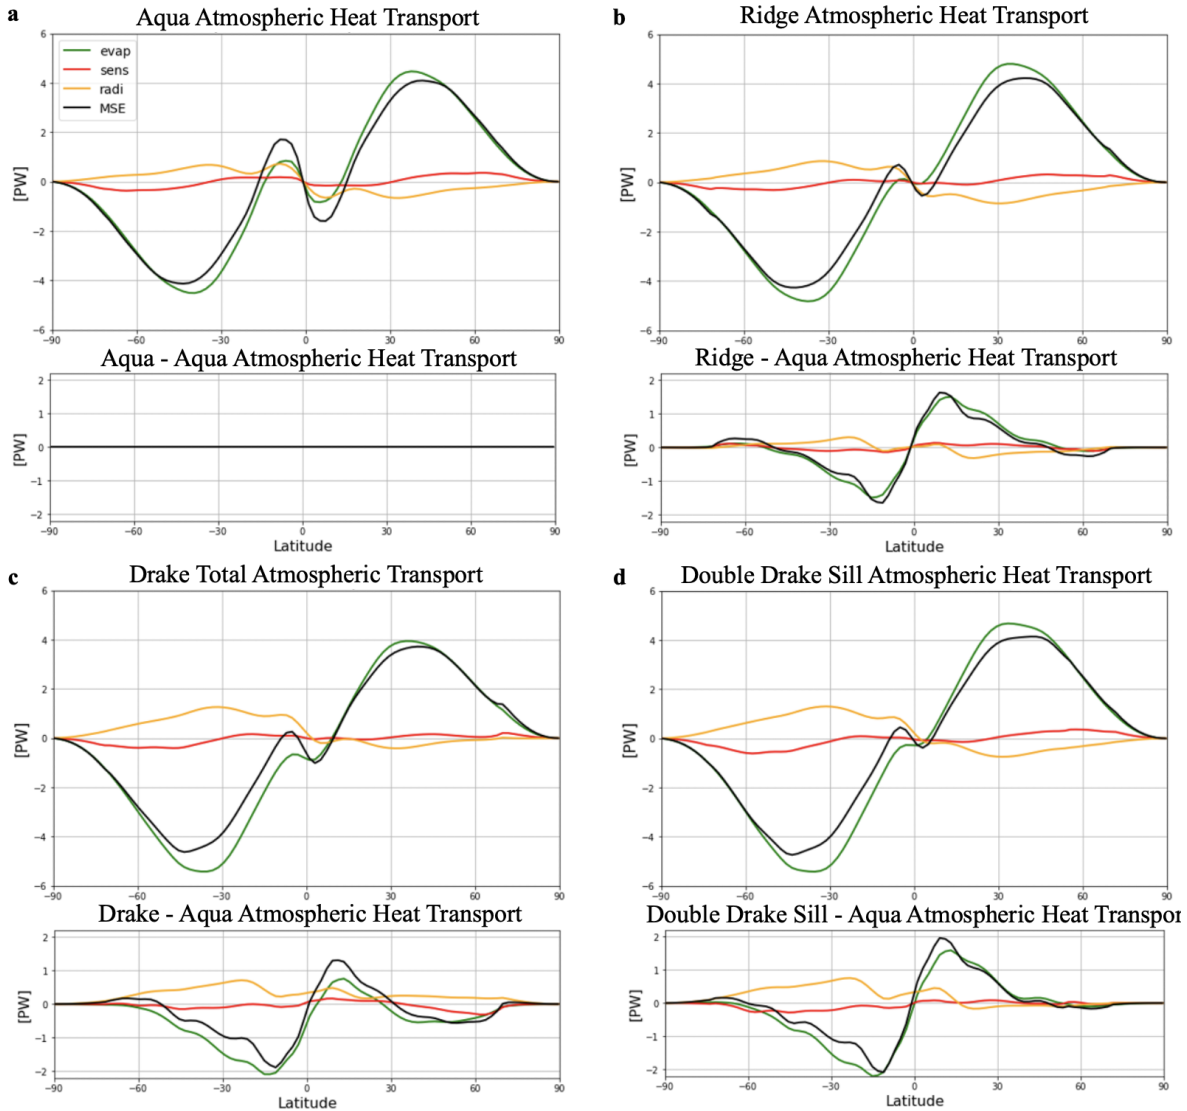 a
Aqua Atmospheric Heat Transport
6
4
2
0
−2
−4
−6
[PW]
evap
sens
radi
MSE
−90 −60 −30 0 30 60 90
Aqua - Aqua Atmospheric Heat Transport
2
1
0
−1
−2
[PW]
−90 −60 −30 0 30 60 90
Latitude
b
Ridge Atmospheric Heat Transport
6
4
2
0
−2
−4
−6
[PW]
−90 −60 −30 0 30 60 90
Ridge - Aqua Atmospheric Heat Transport
2
1
0
−1
−2
[PW]
−90 −60 −30 0 30 60 90
Latitude
c
Drake Total Atmospheric Transport
6
4
2
0
−2
−4
−6
[PW]
−90 −60 −30 0 30 60 90
Drake - Aqua Atmospheric Heat Transport
2
1
0
−1
−2
[PW]
−90 −60 −30 0 30 60 90
Latitude
d
Double Drake Sill Atmospheric Heat Transport
6
4
2
0
−2
−4
−6
[PW]
−90 −60 −30 0 30 60 90
Double Drake Sill - Aqua Atmospheric Heat Transpor
2
1
0
−1
−2
[PW]
−90 −60 −30 0 30 60 90
Latitude